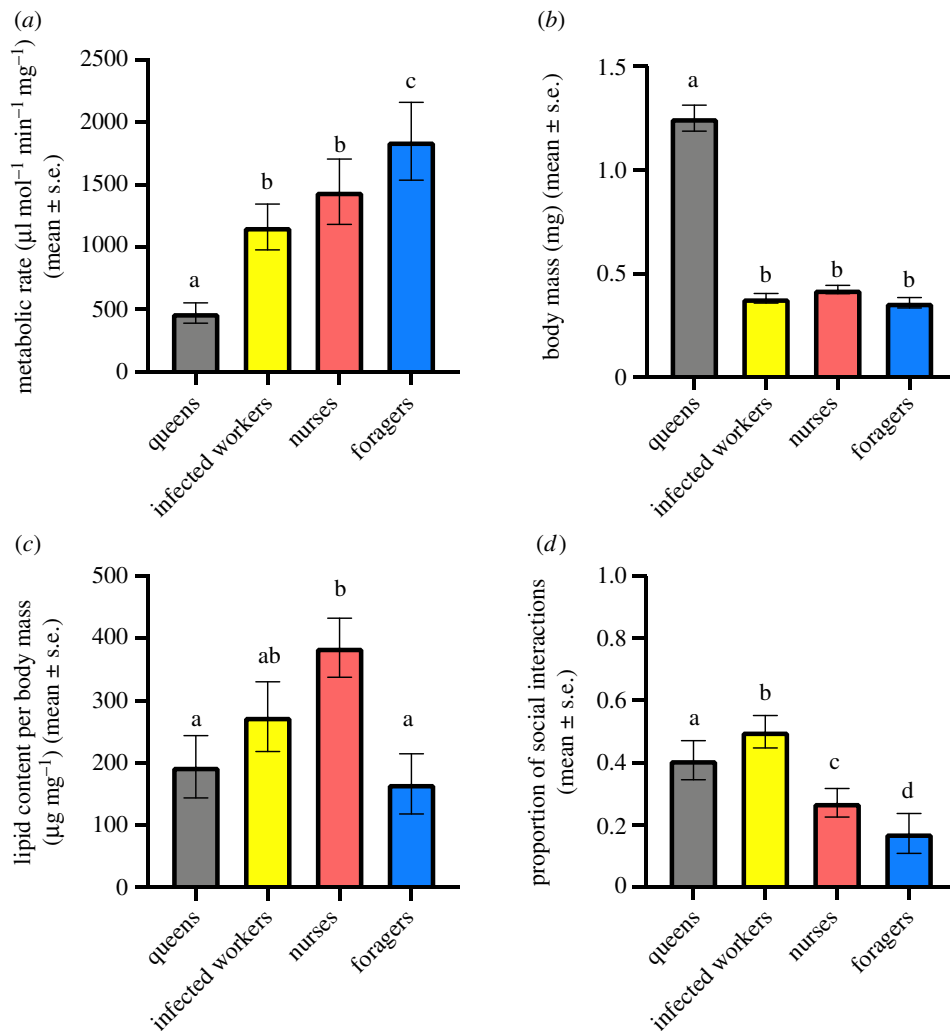 (a)
metabolic rate (µl mol⁻¹ min⁻¹ mg⁻¹)
(mean ± s.e.)
2500
2000
1500
1000
500
0
a
b
b
c
queens
infected workers
nurses
foragers
(b)
body mass (mg) (mean ± s.e.)
1.5
1.0
0.5
0
a
b
b
b
queens
infected workers
nurses
foragers
(c)
lipid content per body mass
(µg mg⁻¹) (mean ± s.e.)
500
400
300
200
100
0
a
ab
b
a
queens
infected workers
nurses
foragers
(d)
proportion of social interactions
(mean ± s.e.)
1.0
0.8
0.6
0.4
0.2
0
a
b
c
d
queens
infected workers
nurses
foragers